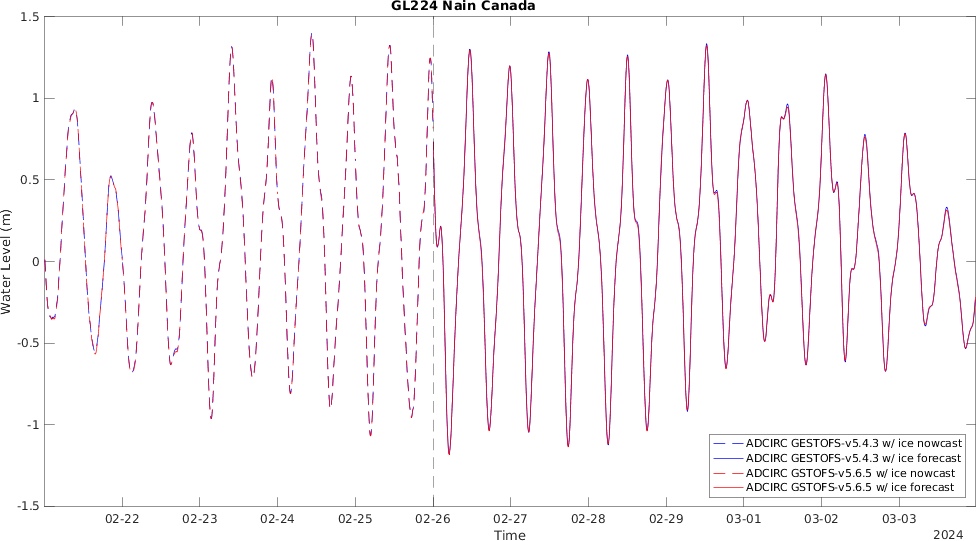 GL224 Nain Canada
1.5
1
0.5
0
-0.5
-1
-1.5
Water Level (m)
02-22 02-23 02-24 02-25 02-26 02-27 02-28 02-29 03-01 03-02 03-03
Time
2024
ADCIRC GESTOFS-v5.4.3 w/ ice nowcast
ADCIRC GESTOFS-v5.4.3 w/ ice forecast
ADCIRC GSTOFS-v5.6.5 w/ ice nowcast
ADCIRC GSTOFS-v5.6.5 w/ ice forecast